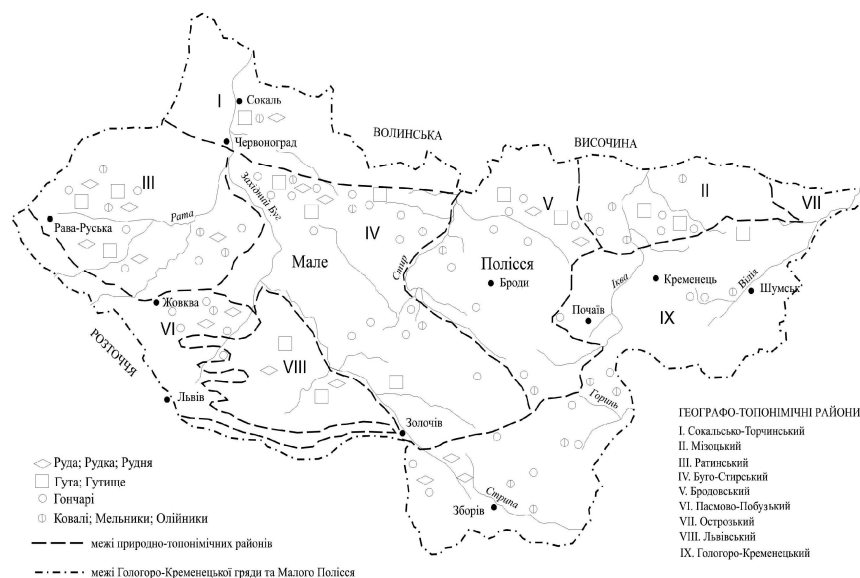 I
Сокаль
Червоноград
ВОЛИНСЬКА
ВИСОЧИНА
III
II
VII
Рава-Руська
Рата
Західний Буг
IV
V
Мале
Полісся
Стир
Броди
Іква
Кременець
Вілія
Шумськ
Почаїв
IX
Жовква
VI
РОЗТОЧЧЯ
VIII
Львів
Золочів
Горинь
Стрипа
Зборів
Руда; Рудка; Рудня
Гута; Гутище
Гончарі
Ковалі; Мельники; Олійники
межі природно-топонімічних районів
межі Гологоро-Кременецької гряди та Малого Полісся
ГЕОГРАФО-ТОПОНІМІЧНІ РАЙОНИ
I. Сокальсько-Торчинський
II. Мізоцький
III. Ратинський
IV. Буго-Стирський
V. Бродовський
VI. Пасмово-Побузький
VII. Острозький
VIII. Львівський
IX. Гологоро-Кременецький